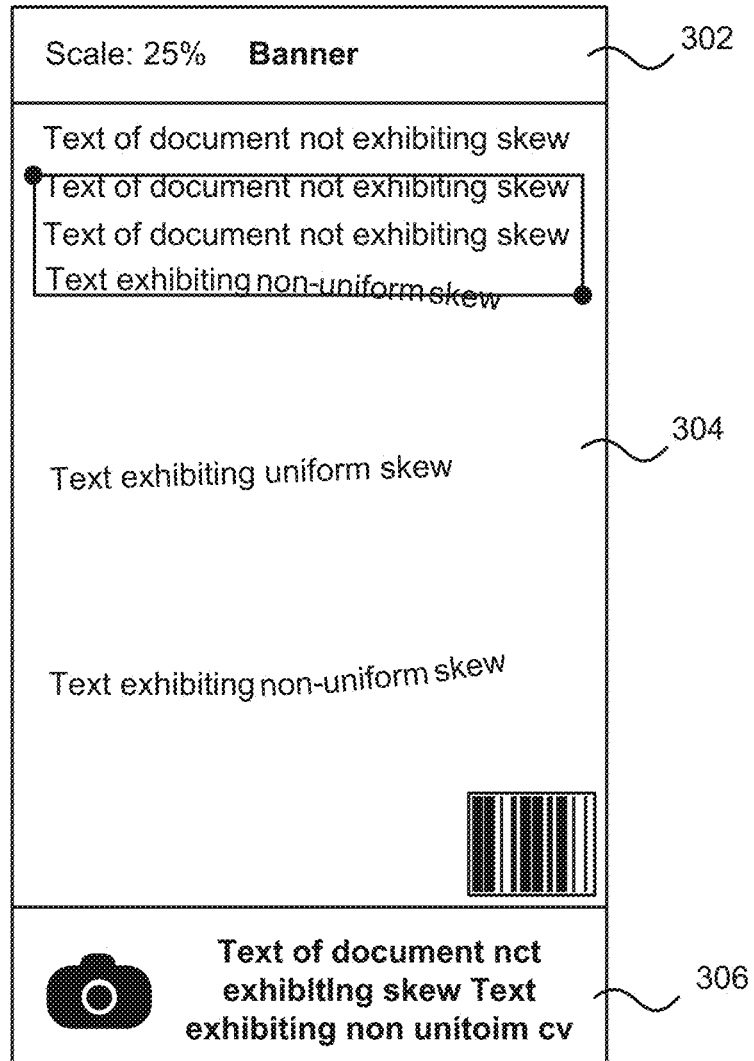 Scale: 25% Banner
302
Text of document not exhibiting skew
Text of document not exhibiting skew
Text of document not exhibiting skew
Text exhibiting non-uniform skew
304
Text exhibiting uniform skew
Text exhibiting non-uniform skew
Text of document nct
exhibltlng skew Text
exhibiting non unitoim cv
306